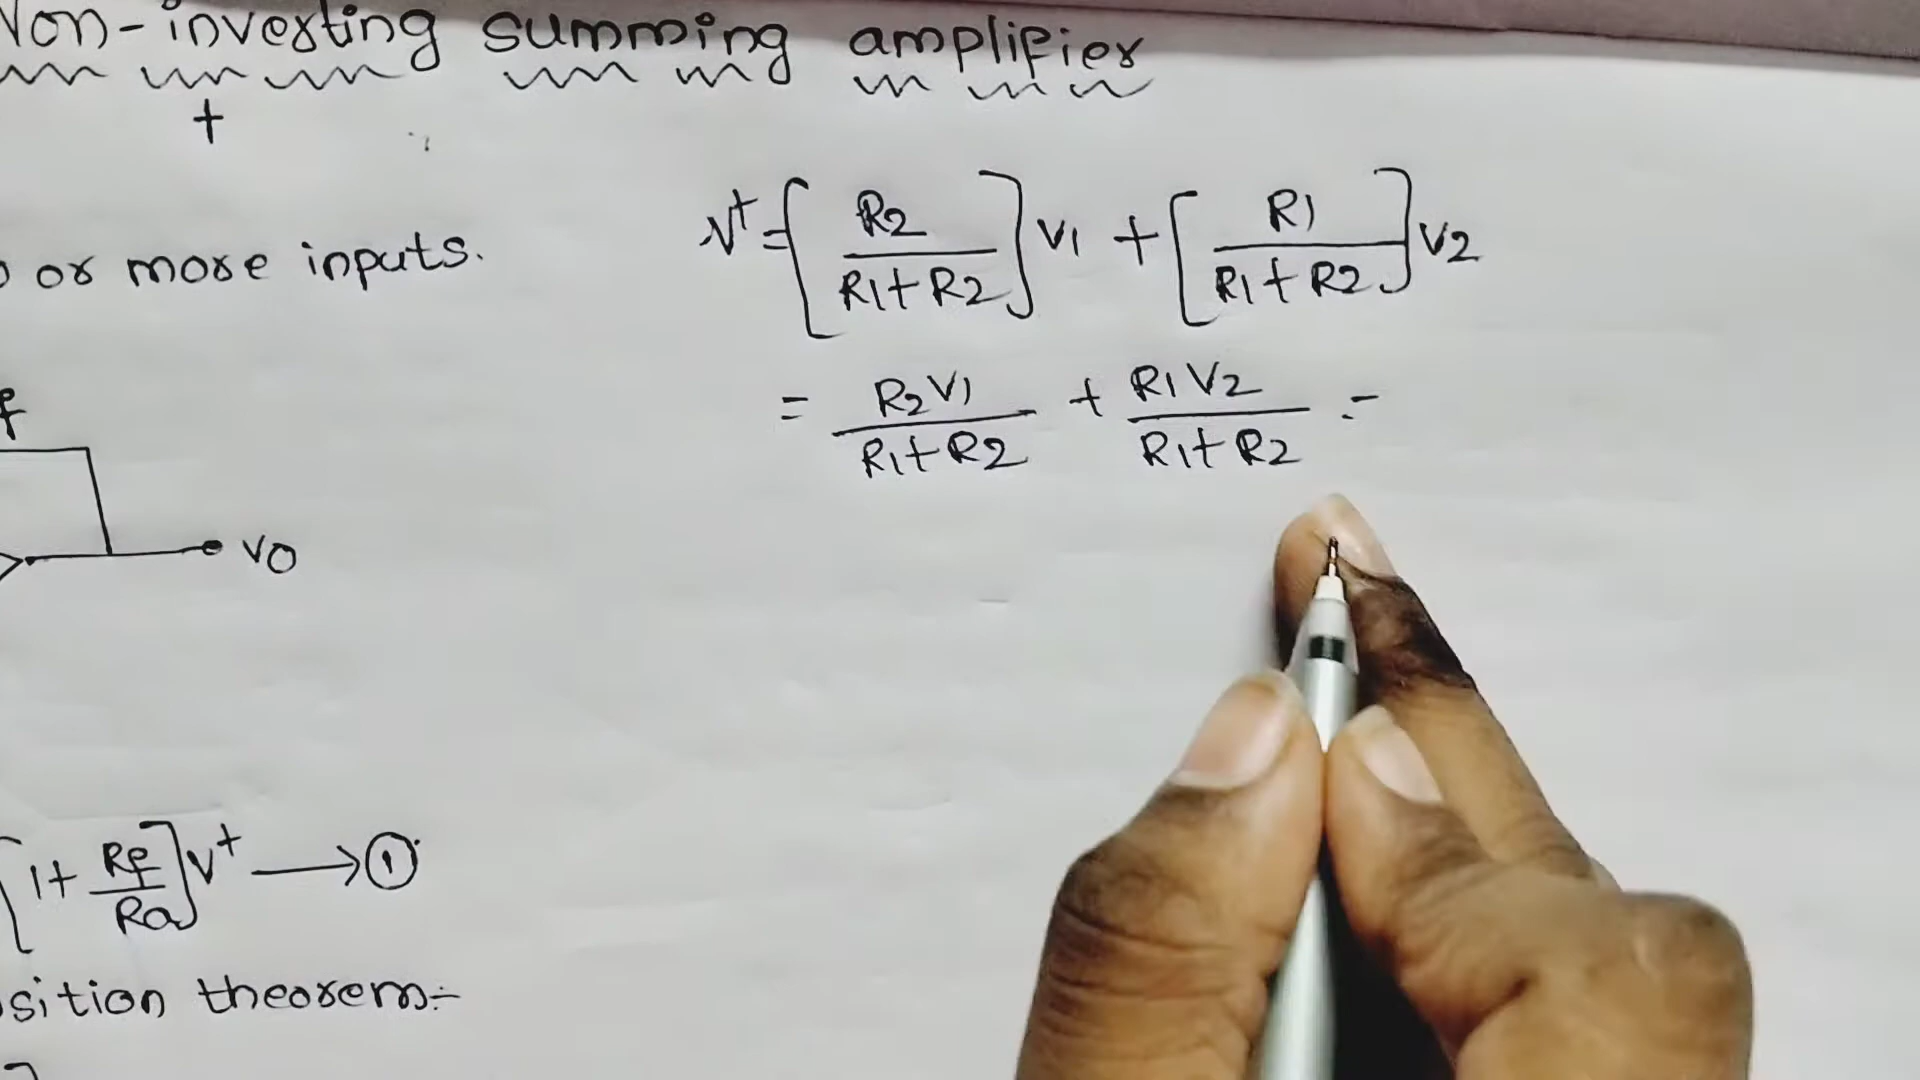 Non-inverting summing amplifier
+
V+ = [R2 / R1+R2] V1 + [R1 / R1+R2] V2
or more inputs.
= R2V1 / R1+R2 + R1V2 / R1+R2 =
f
VO
[1+ Rf / Ra] V+ → ①
sition theorem:-